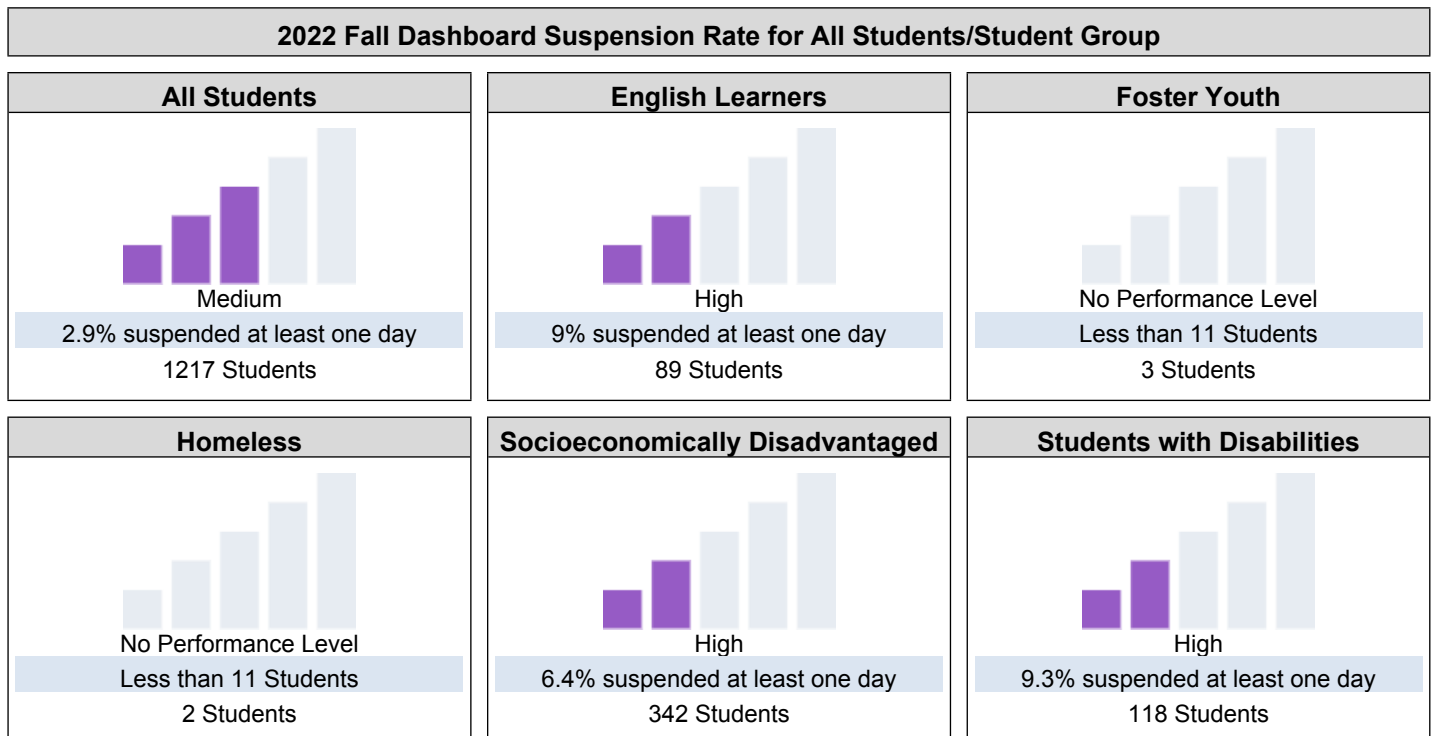 2022 Fall Dashboard Suspension Rate for All Students/Student Group
All Students
Medium
2.9% suspended at least one day
1217 Students
English Learners
High
9% suspended at least one day
89 Students
Foster Youth
No Performance Level
Less than 11 Students
3 Students
Homeless
No Performance Level
Less than 11 Students
2 Students
Socioeconomically Disadvantaged
High
6.4% suspended at least one day
342 Students
Students with Disabilities
High
9.3% suspended at least one day
118 Students